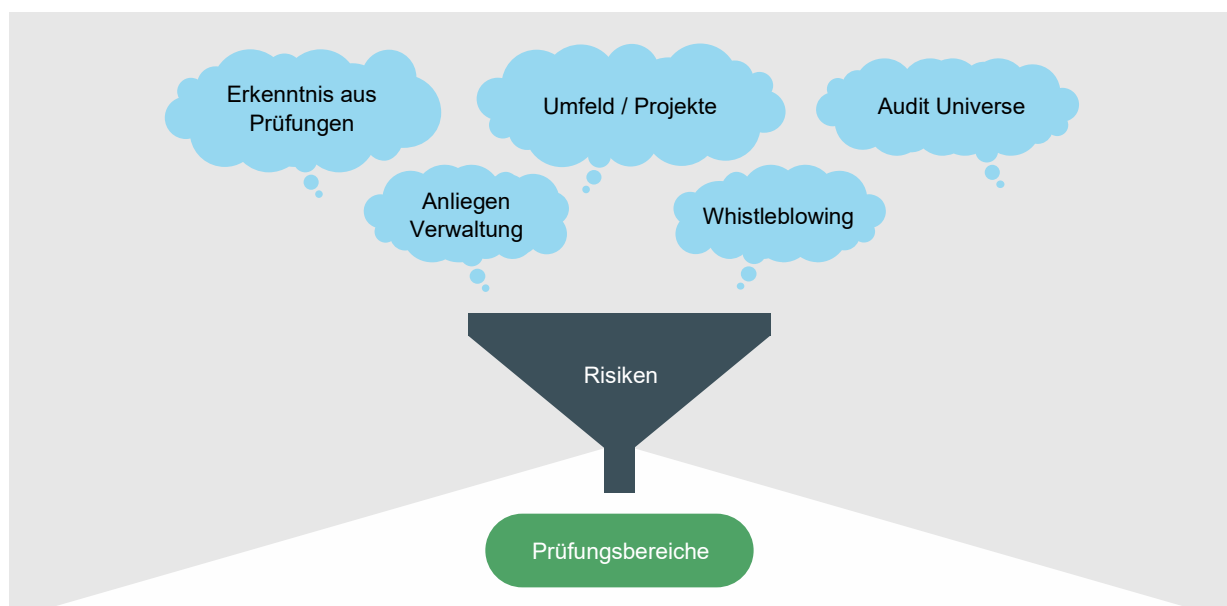 Erkenntnis aus
Prüfungen
Umfeld / Projekte
Audit Universe
Anliegen
Verwaltung
Whistleblowing
Risiken
Prüfungsbereiche